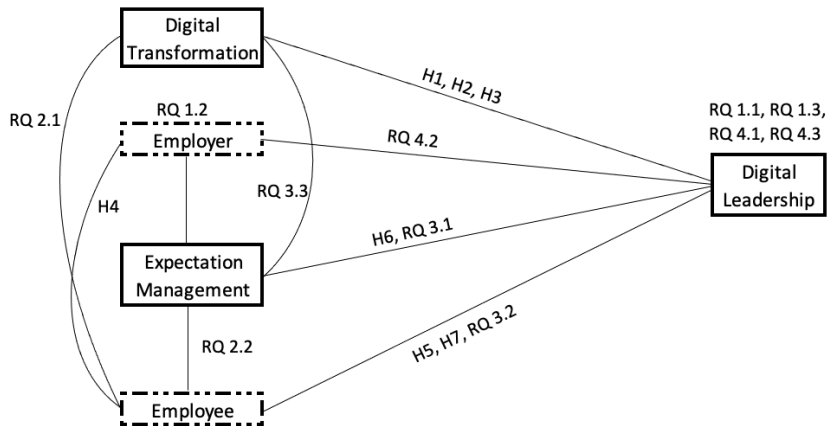 Digital
Transformation
H1, H2, H3
RQ 1.1, RQ 1.3,
RQ 4.1, RQ 4.3
RQ 2.1
RQ 1.2
Employer
RQ 4.2
Digital
Leadership
RQ 3.3
H4
H6, RQ 3.1
Expectation
Management
RQ 2.2
H5, H7, RQ 3.2
Employee